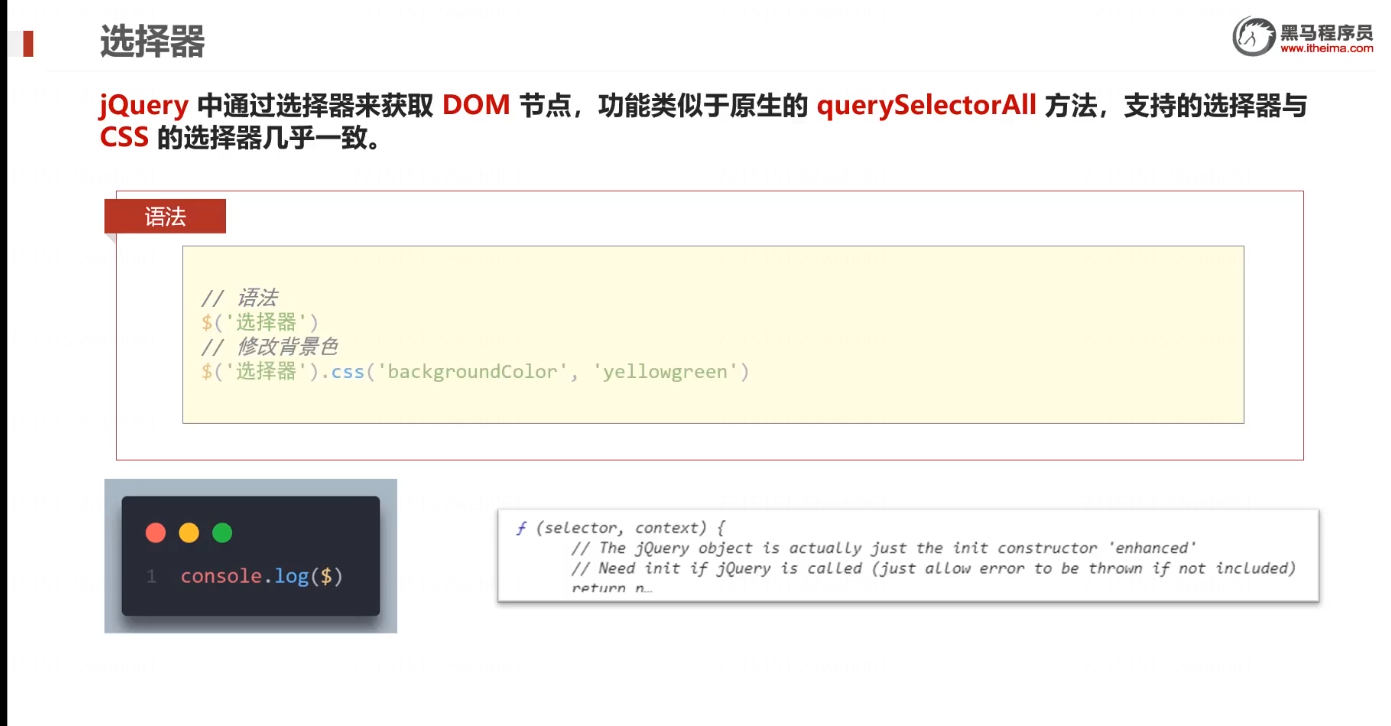 选择器
黑马程序员
www.itheima.com
jQuery 中通过选择器来获取 DOM 节点，功能类似于原生的 querySelectorAll 方法，支持的选择器与
CSS 的选择器几乎一致。
语法
// 语法
$('选择器')
// 修改背景色
$('选择器').css('backgroundColor', 'yellowgreen')
1 console.log($)
ƒ (selector, context) {
// The jQuery object is actually just the init constructor 'enhanced'
// Need init if jQuery is called (just allow error to be thrown if not included)
return n…